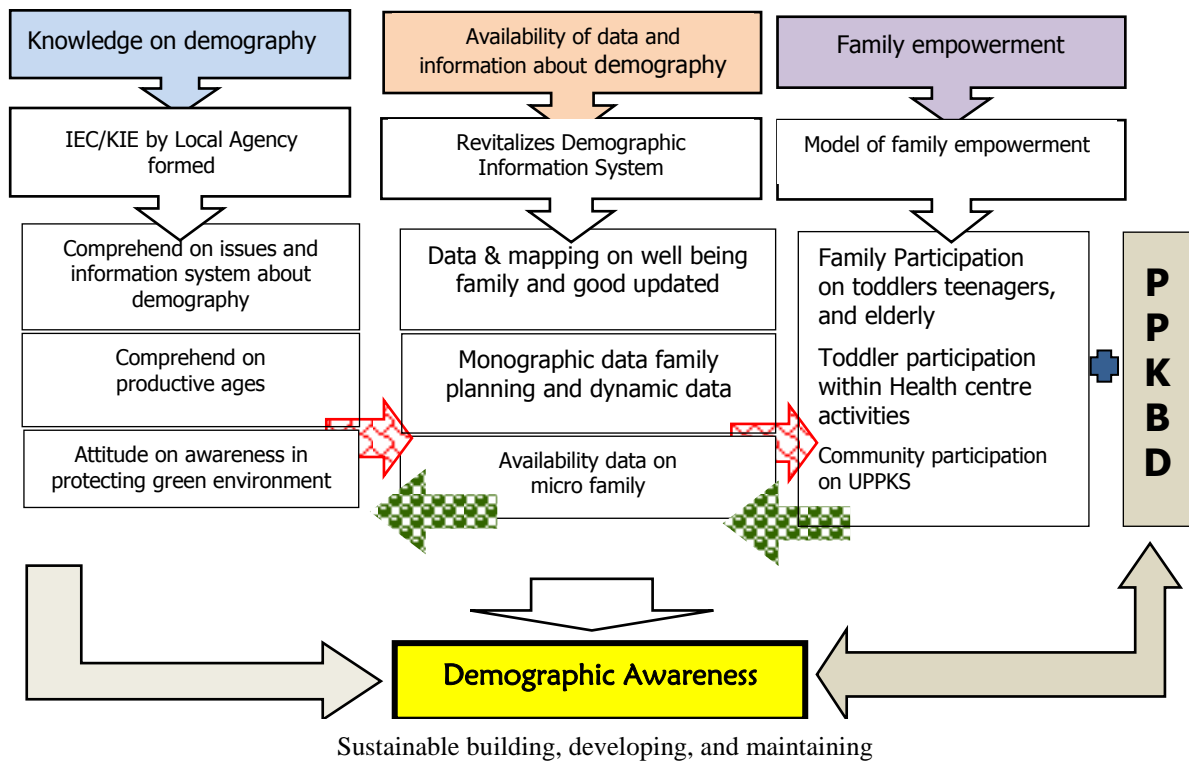 Knowledge on demography
IEC/KIE by Local Agency
formed
Comprehend on issues and
information system about
demography
Comprehend on
productive ages
Attitude on awareness in
protecting green environment
Availability of data and
information about demography
Revitalizes Demographic
Information System
Data & mapping on well being
family and good updated
Monographic data family
planning and dynamic data
Availability data on
micro family
Family empowerment
Model of family empowerment
Family Participation
on toddlers teenagers,
and elderly
Toddler participation
within Health centre
activities
Community participation
on UPPKS
P
P
K
B
D
Demographic Awareness
Sustainable building, developing, and maintaining